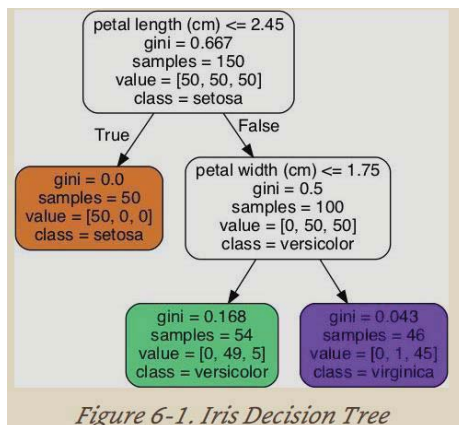 petal length (cm) <= 2.45
gini = 0.667
samples = 150
value = [50, 50, 50]
class = setosa
True
False
gini = 0.0
samples = 50
value = [50, 0, 0]
class = setosa
petal width (cm) <= 1.75
gini = 0.5
samples = 100
value = [0, 50, 50]
class = versicolor
gini = 0.168
samples = 54
value = [0, 49, 5]
class = versicolor
gini = 0.043
samples = 46
value = [0, 1, 45]
class = virginica
Figure 6-1. Iris Decision Tree